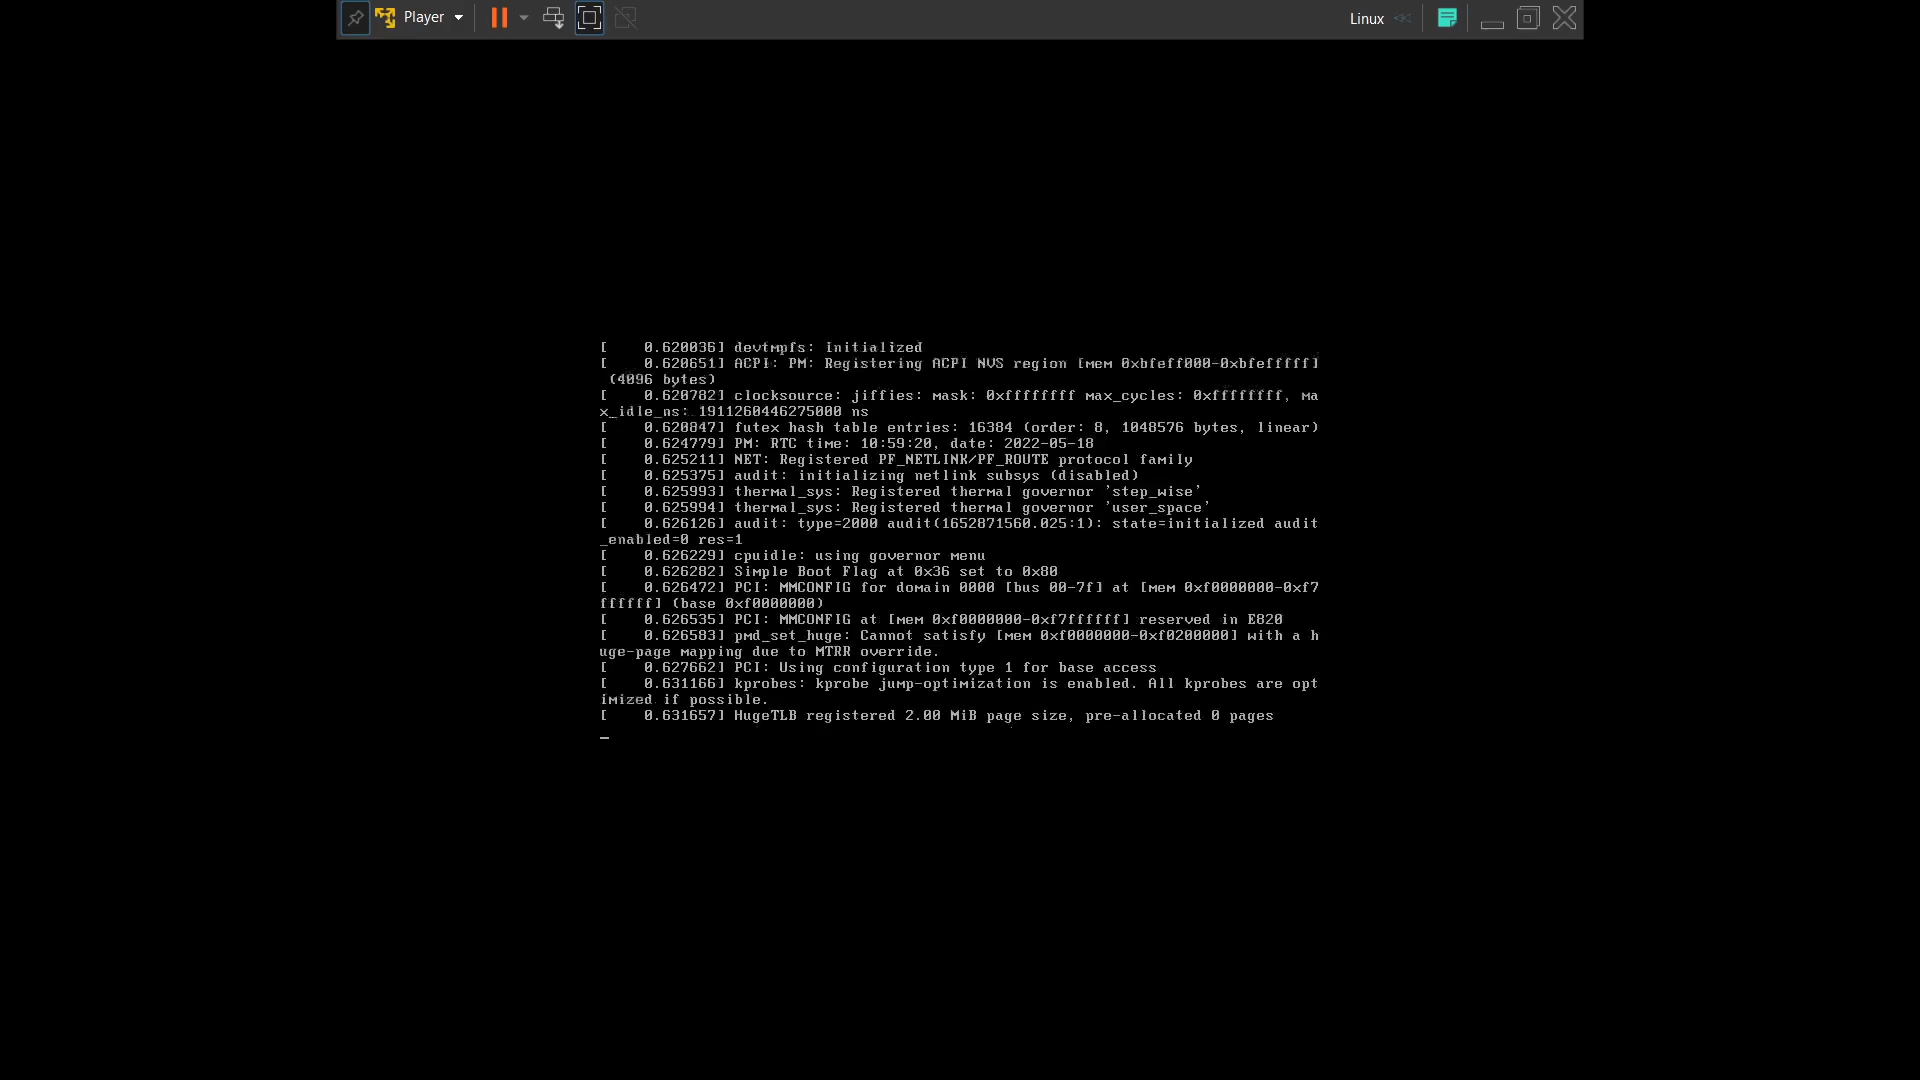 Player
Linux
[    0.620036] devtmpfs: Initialized
[    0.620651] ACPI: PM: Registering ACPI NVS region [mem 0xbfeff000-0xbfefffff]
 (4096 bytes)
[    0.620782] clocksource: jiffies: mask: 0xffffffff max_cycles: 0xffffffff, ma
x_idle_ns: 1911260446275000 ns
[    0.620847] futex hash table entries: 16384 (order: 8, 1048576 bytes, linear)
[    0.624779] PM: RTC time: 10:59:20, date: 2022-05-18
[    0.625211] NET: Registered PF_NETLINK/PF_ROUTE protocol family
[    0.625375] audit: initializing netlink subsys (disabled)
[    0.625993] thermal_sys: Registered thermal governor 'step_wise'
[    0.625994] thermal_sys: Registered thermal governor 'user_space'
[    0.626126] audit: type=2000 audit(1652871560.025:1): state=initialized audit
_enabled=0 res=1
[    0.626229] cpuidle: using governor menu
[    0.626282] Simple Boot Flag at 0x36 set to 0x80
[    0.626472] PCI: MMCONFIG for domain 0000 [bus 00-7f] at [mem 0xf0000000-0xf7
ffffff] (base 0xf0000000)
[    0.626535] PCI: MMCONFIG at [mem 0xf0000000-0xf7ffffff] reserved in E820
[    0.626583] pmd_set_huge: Cannot satisfy [mem 0xf0000000-0xf0200000] with a h
uge-page mapping due to MTRR override.
[    0.627662] PCI: Using configuration type 1 for base access
[    0.631166] kprobes: kprobe jump-optimization is enabled. All kprobes are opt
imized if possible.
[    0.631657] HugeTLB registered 2.00 MiB page size, pre-allocated 0 pages
_